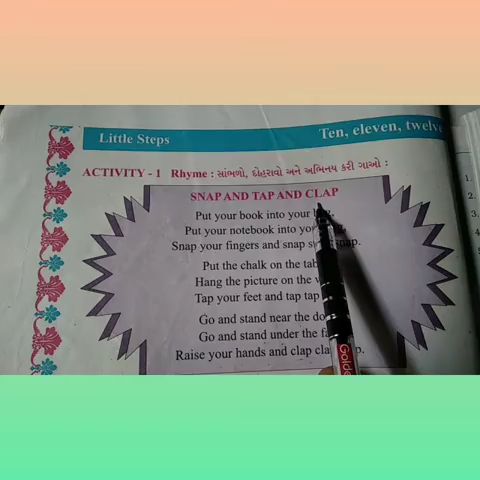 Little Steps
Ten, eleven, twelve
ACTIVITY - 1 Rhyme : સાંભળો, દોહરાવો અને અભિનય કરી ગાઓ :
SNAP AND TAP AND CLAP
Put your book into your
Put your notebook into
Snap your fingers and snap snap.
Put the chalk on the
Hang the picture on the
Tap your feet and tap tap
Go and stand near the
Go and stand under the
Raise your hands and clap
Golde
1.
2.
3.
4.